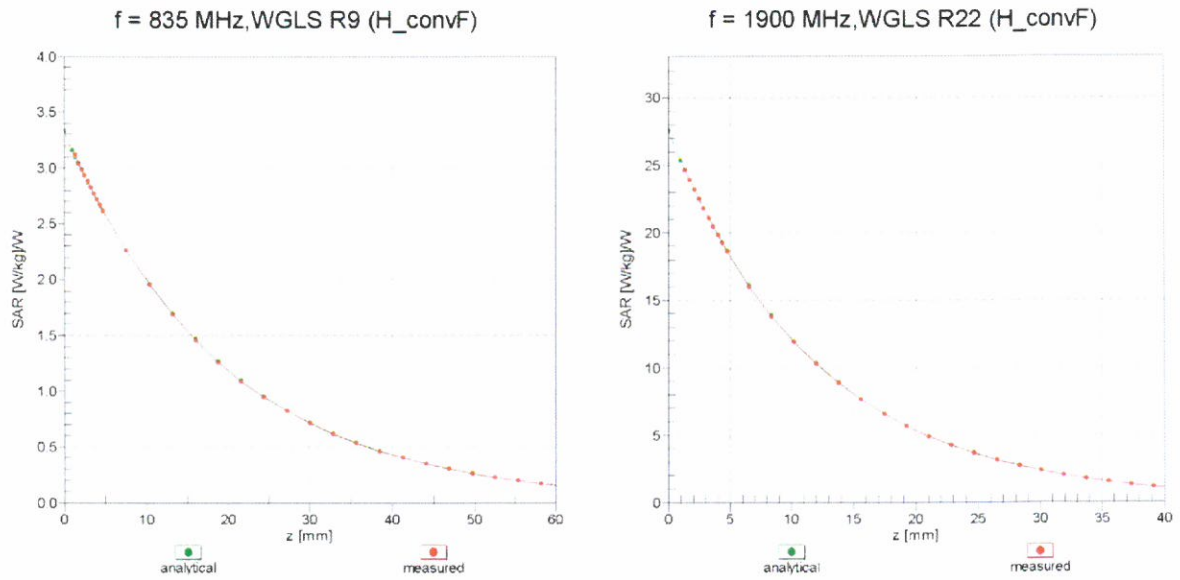 f = 835 MHz,WGLS R9 (H_convF)
4.0
3.5
3.0
2.5
2.0
1.5
1.0
0.5
0.0
SAR [W/kg]/W
0 10 20 30 40 50 60
z [mm]
analytical measured
f = 1900 MHz,WGLS R22 (H_convF)
30
25
20
15
10
5
0
SAR [W/kg]/W
0 5 10 15 20 25 30 35 40
z [mm]
analytical measured